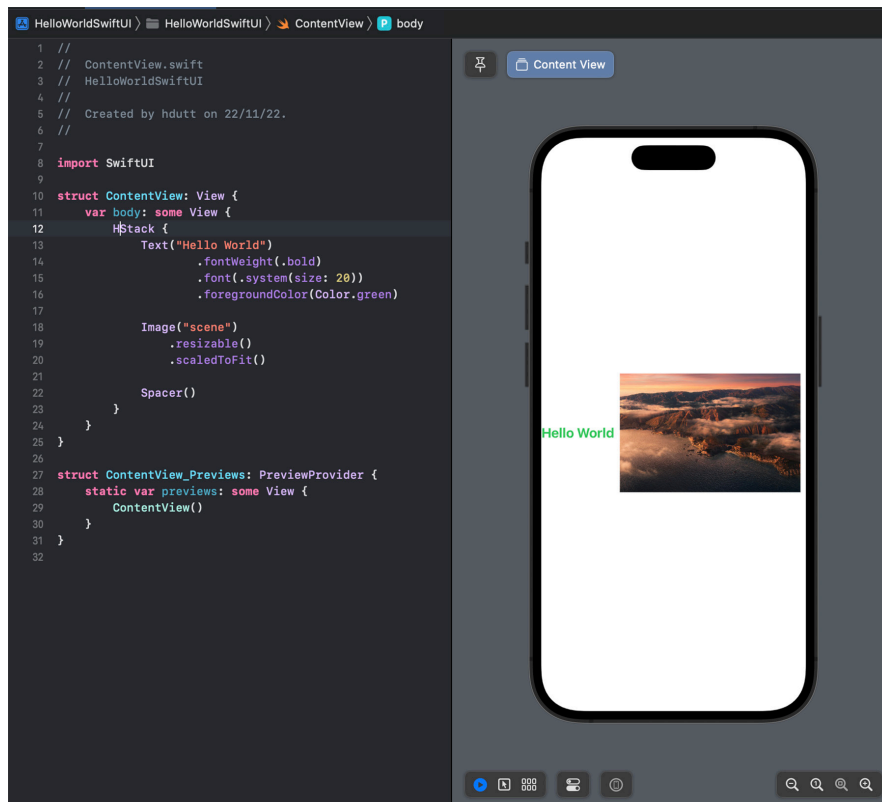 HelloWorldSwiftUI 〉 HelloWorldSwiftUI 〉 ContentView 〉 P body
1 //
2 //  ContentView.swift
3 //  HelloWorldSwiftUI
4 //
5 //  Created by hdutt on 22/11/22.
6 //
7
8 import SwiftUI
9
10 struct ContentView: View {
11     var body: some View {
12         HStack {
13             Text("Hello World")
14                     .fontWeight(.bold)
15                     .font(.system(size: 20))
16                     .foregroundColor(Color.green)
17
18             Image("scene")
19                 .resizable()
20                 .scaledToFit()
21
22             Spacer()
23         }
24     }
25 }
26
27 struct ContentView_Previews: PreviewProvider {
28     static var previews: some View {
29         ContentView()
30     }
31 }
32
Content View
Hello World